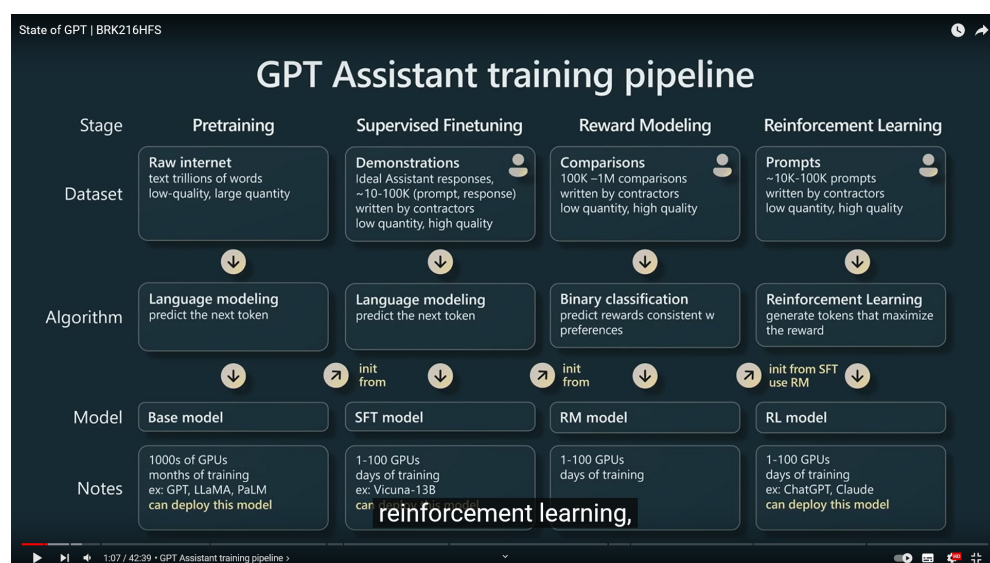 State of GPT | BRK216HFS
GPT Assistant training pipeline
Stage
Pretraining
Supervised Finetuning
Reward Modeling
Reinforcement Learning
Dataset
Raw internet
text trillions of words
low-quality, large quantity
Demonstrations
Ideal Assistant responses,
~10-100K (prompt, response)
written by contractors
low quantity, high quality
Comparisons
100K –1M comparisons
written by contractors
low quantity, high quality
Prompts
~10K-100K prompts
written by contractors
low quantity, high quality
Algorithm
Language modeling
predict the next token
Language modeling
predict the next token
Binary classification
predict rewards consistent w
preferences
Reinforcement Learning
generate tokens that maximize
the reward
init
from
init
from
init from SFT
use RM
Model
Base model
SFT model
RM model
RL model
Notes
1000s of GPUs
months of training
ex: GPT, LLaMA, PaLM
can deploy this model
1-100 GPUs
days of training
ex: Vicuna-13B
can
1-100 GPUs
days of training
1-100 GPUs
days of training
ex: ChatGPT, Claude
can deploy this model
reinforcement learning,
1:07 / 42:39 • GPT Assistant training pipeline ›
HD